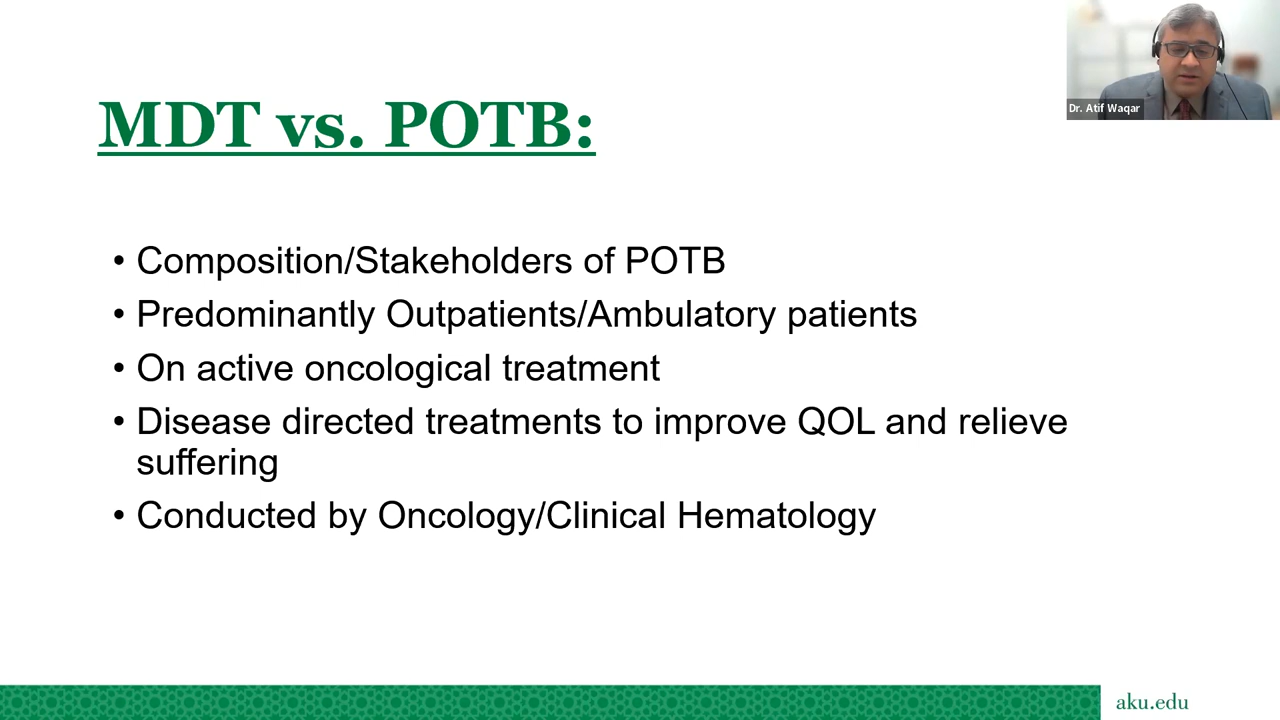 Dr. Atif Waqar
MDT vs. POTB:
• Composition/Stakeholders of POTB
• Predominantly Outpatients/Ambulatory patients
• On active oncological treatment
• Disease directed treatments to improve QOL and relieve
suffering
• Conducted by Oncology/Clinical Hematology
aku.edu